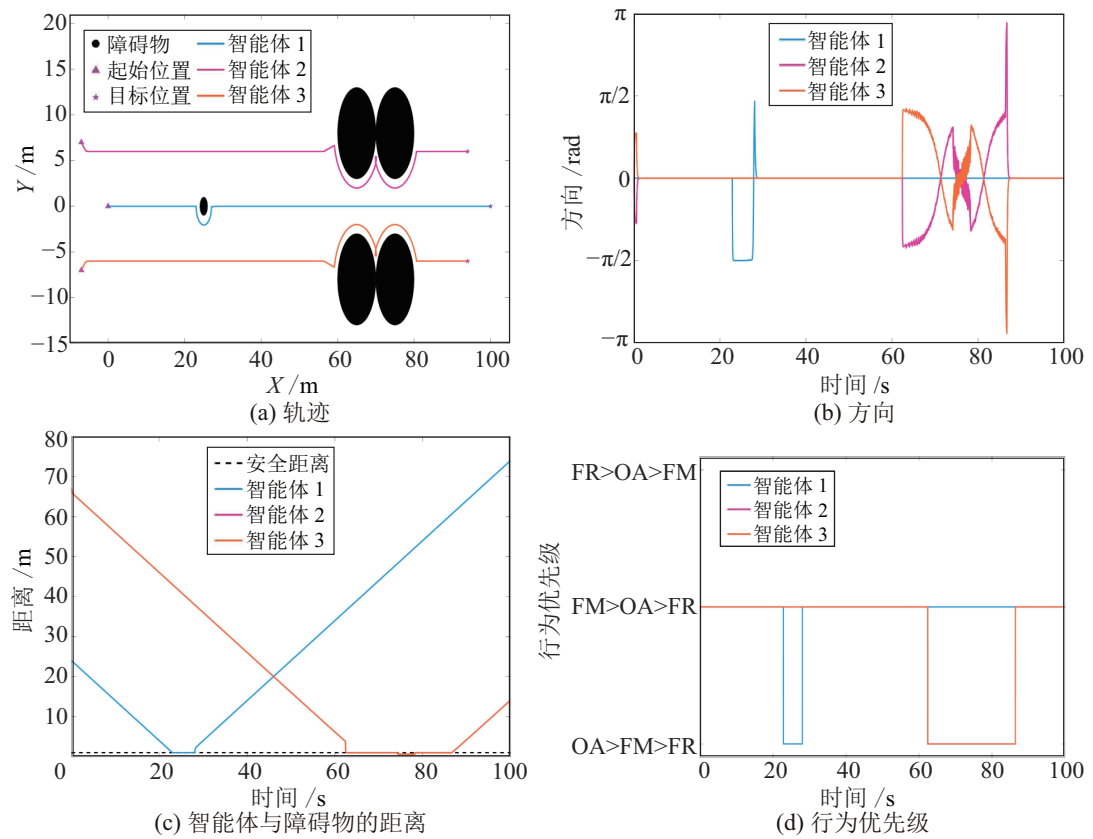 20
15
10
5
0
−5
−10
−15
Y /m
障碍物
起始位置
目标位置
智能体 1
智能体 2
智能体 3
0 20 40 60 80 100
X /m
(a) 轨迹
π
π/2
0
−π/2
−π
方向 /rad
智能体 1
智能体 2
智能体 3
0 20 40 60 80 100
时间 /s
(b) 方向
80
70
60
50
40
30
20
10
距离 /m
安全距离
智能体 1
智能体 2
智能体 3
0 20 40 60 80 100
时间 /s
(c) 智能体与障碍物的距离
FR>OA>FM
FM>OA>FR
OA>FM>FR
行为优先级
智能体 1
智能体 2
智能体 3
0 20 40 60 80 100
时间 /s
(d) 行为优先级